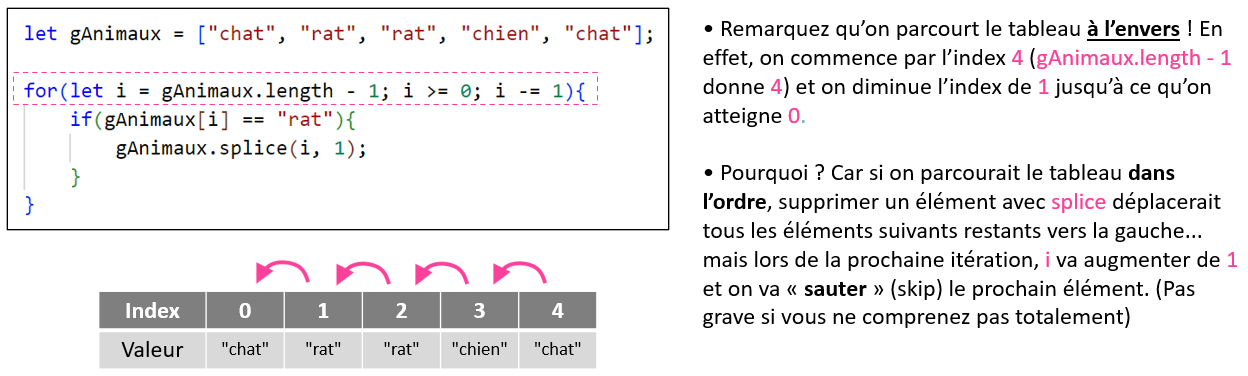 let gAnimaux = ["chat", "rat", "rat", "chien", "chat"];
for(let i = gAnimaux.length - 1; i >= 0; i -= 1){
if(gAnimaux[i] == "rat"){
gAnimaux.splice(i, 1);
}
}
Index 0 1 2 3 4
Valeur "chat" "rat" "rat" "chien" "chat"
• Remarquez qu’on parcourt le tableau à l’envers ! En
effet, on commence par l’index 4 (gAnimaux.length - 1
donne 4) et on diminue l’index de 1 jusqu’à ce qu’on
atteigne 0.
• Pourquoi ? Car si on parcourait le tableau dans
l’ordre, supprimer un élément avec splice déplacerait
tous les éléments suivants restants vers la gauche...
mais lors de la prochaine itération, i va augmenter de 1
et on va « sauter » (skip) le prochain élément. (Pas
grave si vous ne comprenez pas totalement)